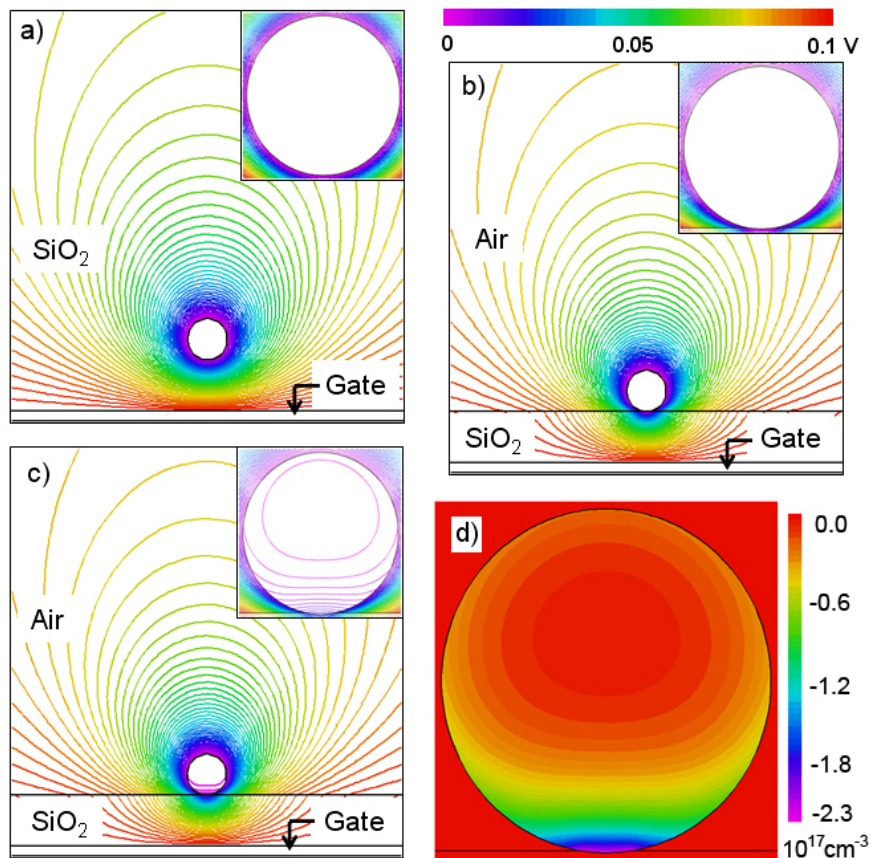 a)
SiO2
Gate
0 0.05 0.1 V
b)
Air
SiO2
Gate
c)
Air
SiO2
Gate
d)
0.0
-0.6
-1.2
-1.8
-2.3
10^17cm^-3